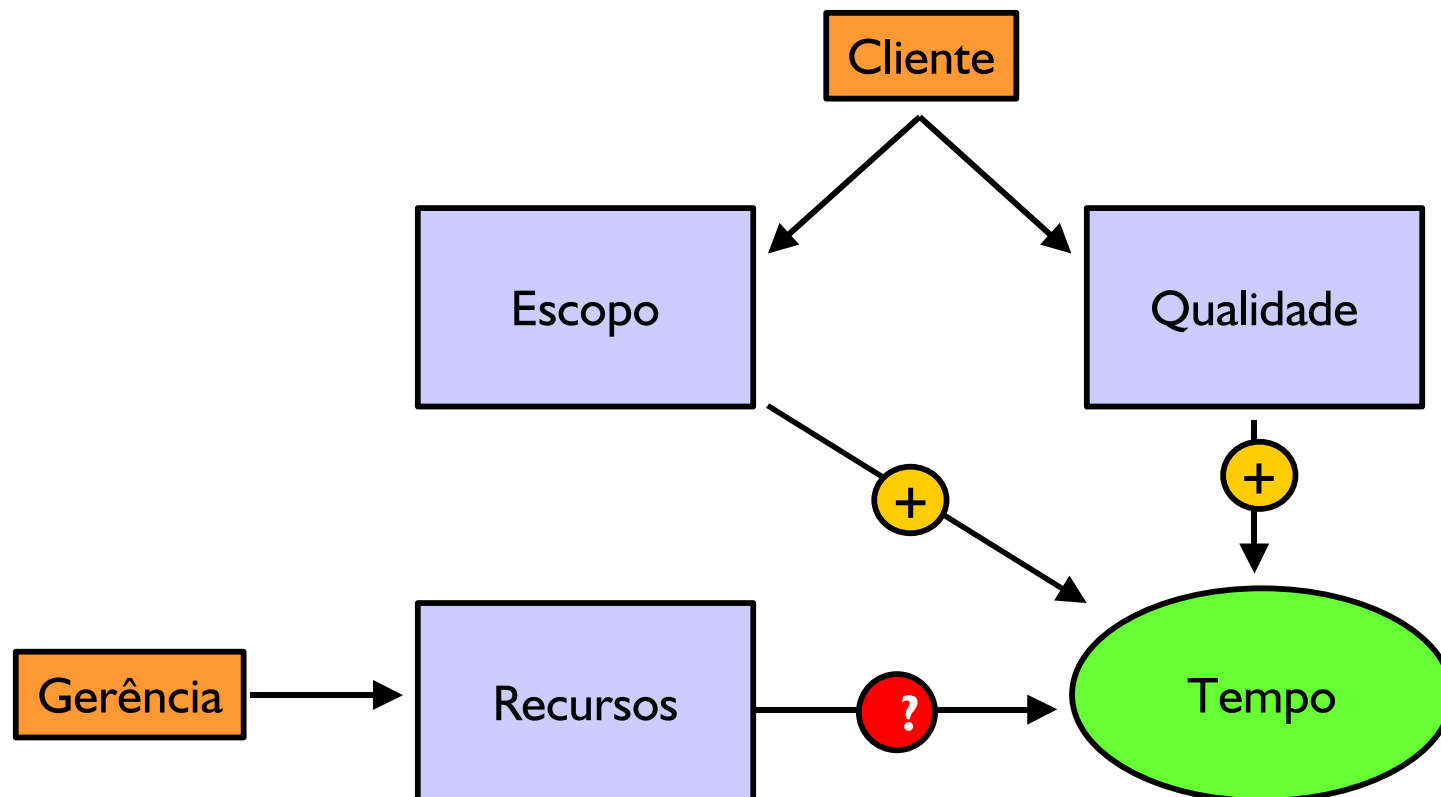 Cliente
Escopo
Qualidade
+
+
Gerência
Recursos
?
Tempo